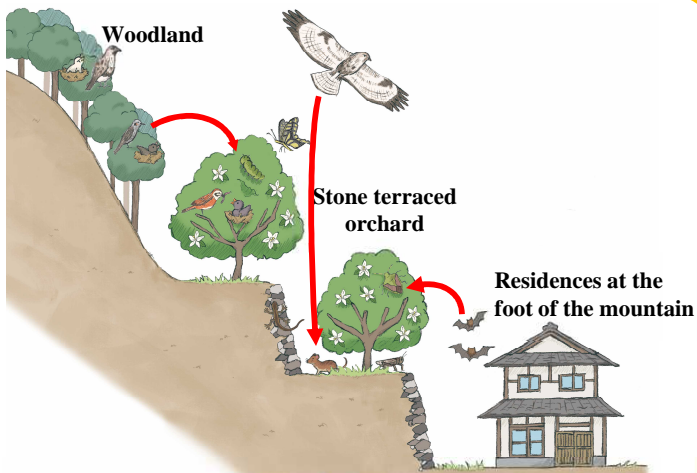 Woodland
Stone terraced
orchard
Residences at the
foot of the mountain